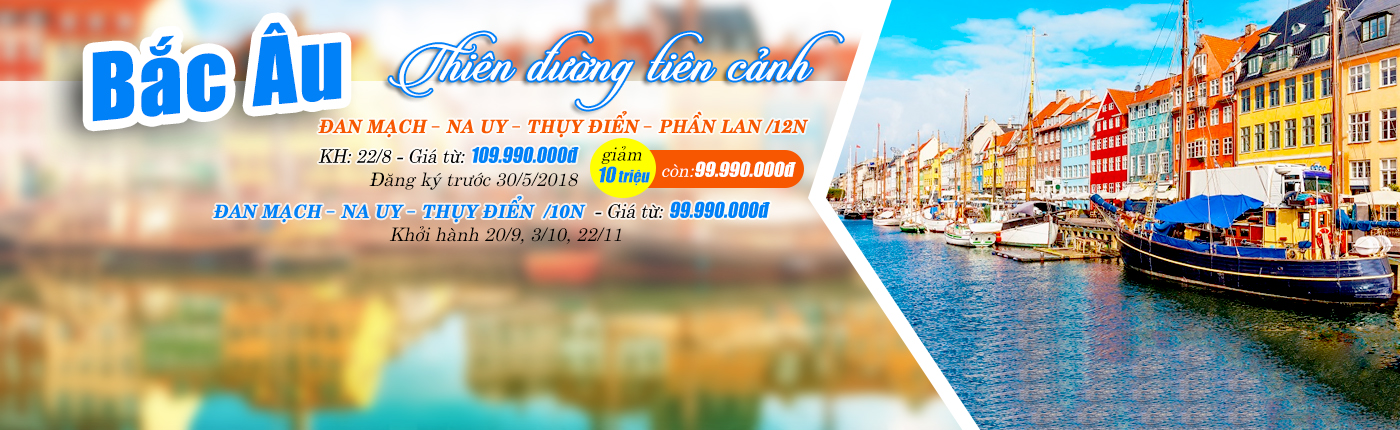 Bắc Âu
Thiên đường tiên cảnh
ĐAN MẠCH – NA UY – THỤY ĐIỂN – PHẦN LAN /12N
KH: 22/8 - Giá từ: 109.990.000đ giảm 10 triệu còn: 99.990.000đ
Đăng ký trước 30/5/2018
ĐAN MẠCH – NA UY – THỤY ĐIỂN /10N - Giá từ: 99.990.000đ
Khởi hành 20/9, 3/10, 22/11